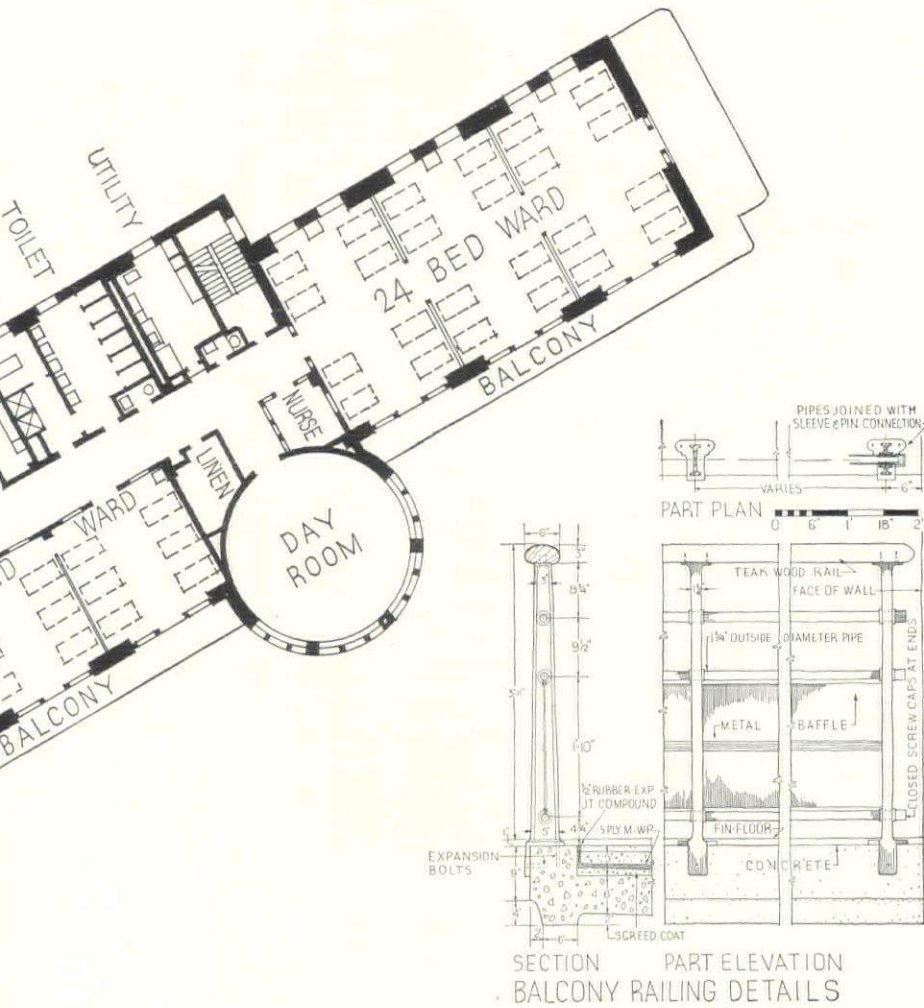 UTILITY
TOILET
24 BED WARD
BALCONY
NURSE
LINEN
WARD
DAY
ROOM
BALCONY
PIPES JOINED WITH
SLEEVE & PIN CONNECTION
VARIES
6"
PART PLAN
0 6" 1' 18" 2'
6"
3"
8¼"
9½"
1'-10"
TEAK WOOD RAIL
FACE OF WALL
1¾" OUTSIDE DIAMETER PIPE
METAL BAFFLE
CLOSED SCREW CAPS AT ENDS
½" RUBBER EXP
JT COMPOUND
5"
4¾"
5 PLY M-WP
FIN-FLOOR
EXPANSION
BOLTS
9"
CONCRETE
2"
6"
SCREED COAT
SECTION
PART ELEVATION
BALCONY RAILING DETAILS